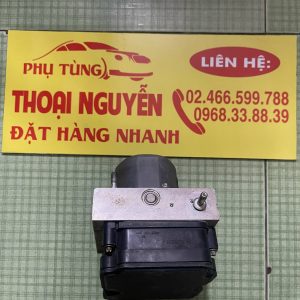 PHỤ TÙNG
THOẠI NGUYỄN
ĐẶT HÀNG NHANH
LIÊN HỆ:
02.466.599.788
0968.33.88.39